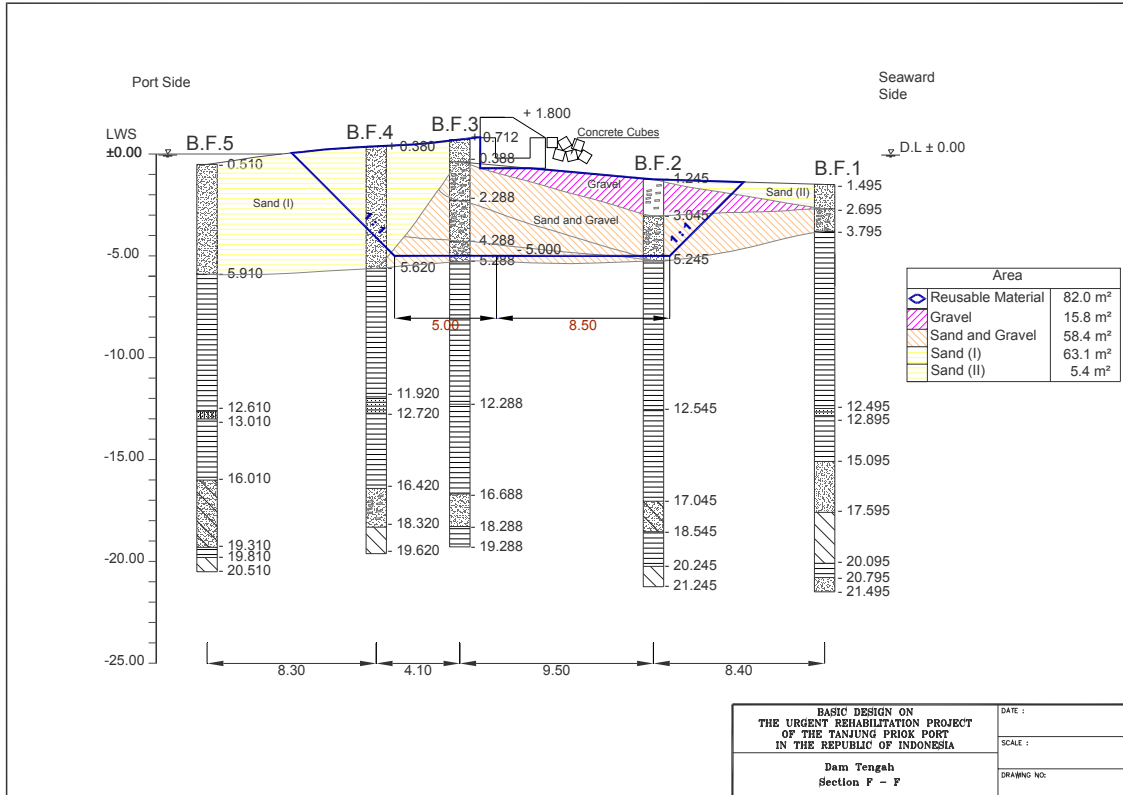 Port Side
Seaward
Side
+ 1.800
LWS
±0.00
B.F.5
B.F.4
B.F.3
B.F.2
B.F.1
Concrete Cubes
D.L ± 0.00
- 0.510
+ 0.380
+ 0.712
- 0.388
- 1.245
- 1.495
Gravel
Sand (II)
Sand (I)
- 2.288
Sand and Gravel
- 2.695
- 3.045
- 3.795
1:1
1:1
- 4.288
- 5.000
-5.00
- 5.288
- 5.245
- 5.620
- 5.910
5.00
8.50
Area
Reusable Material 82.0 m²
Gravel 15.8 m²
Sand and Gravel 58.4 m²
Sand (I) 63.1 m²
Sand (II) 5.4 m²
-10.00
- 11.920
- 12.288
- 12.610
- 12.720
- 12.545
- 12.495
- 13.010
- 12.895
-15.00
- 15.095
- 16.010
- 16.420
- 16.688
- 17.045
- 17.595
- 18.320
- 18.288
- 18.545
- 19.310
- 19.810
- 19.620
- 19.288
-20.00
- 20.510
- 20.245
- 20.095
- 21.245
- 20.795
- 21.495
-25.00
8.30
4.10
9.50
8.40
BASIC DESIGN ON
THE URGENT REHABILITATION PROJECT
OF THE TANJUNG PRIOK PORT
IN THE REPUBLIC OF INDONESIA
Dam Tengah
Section F - F
DATE :
SCALE :
DRAWING NO: